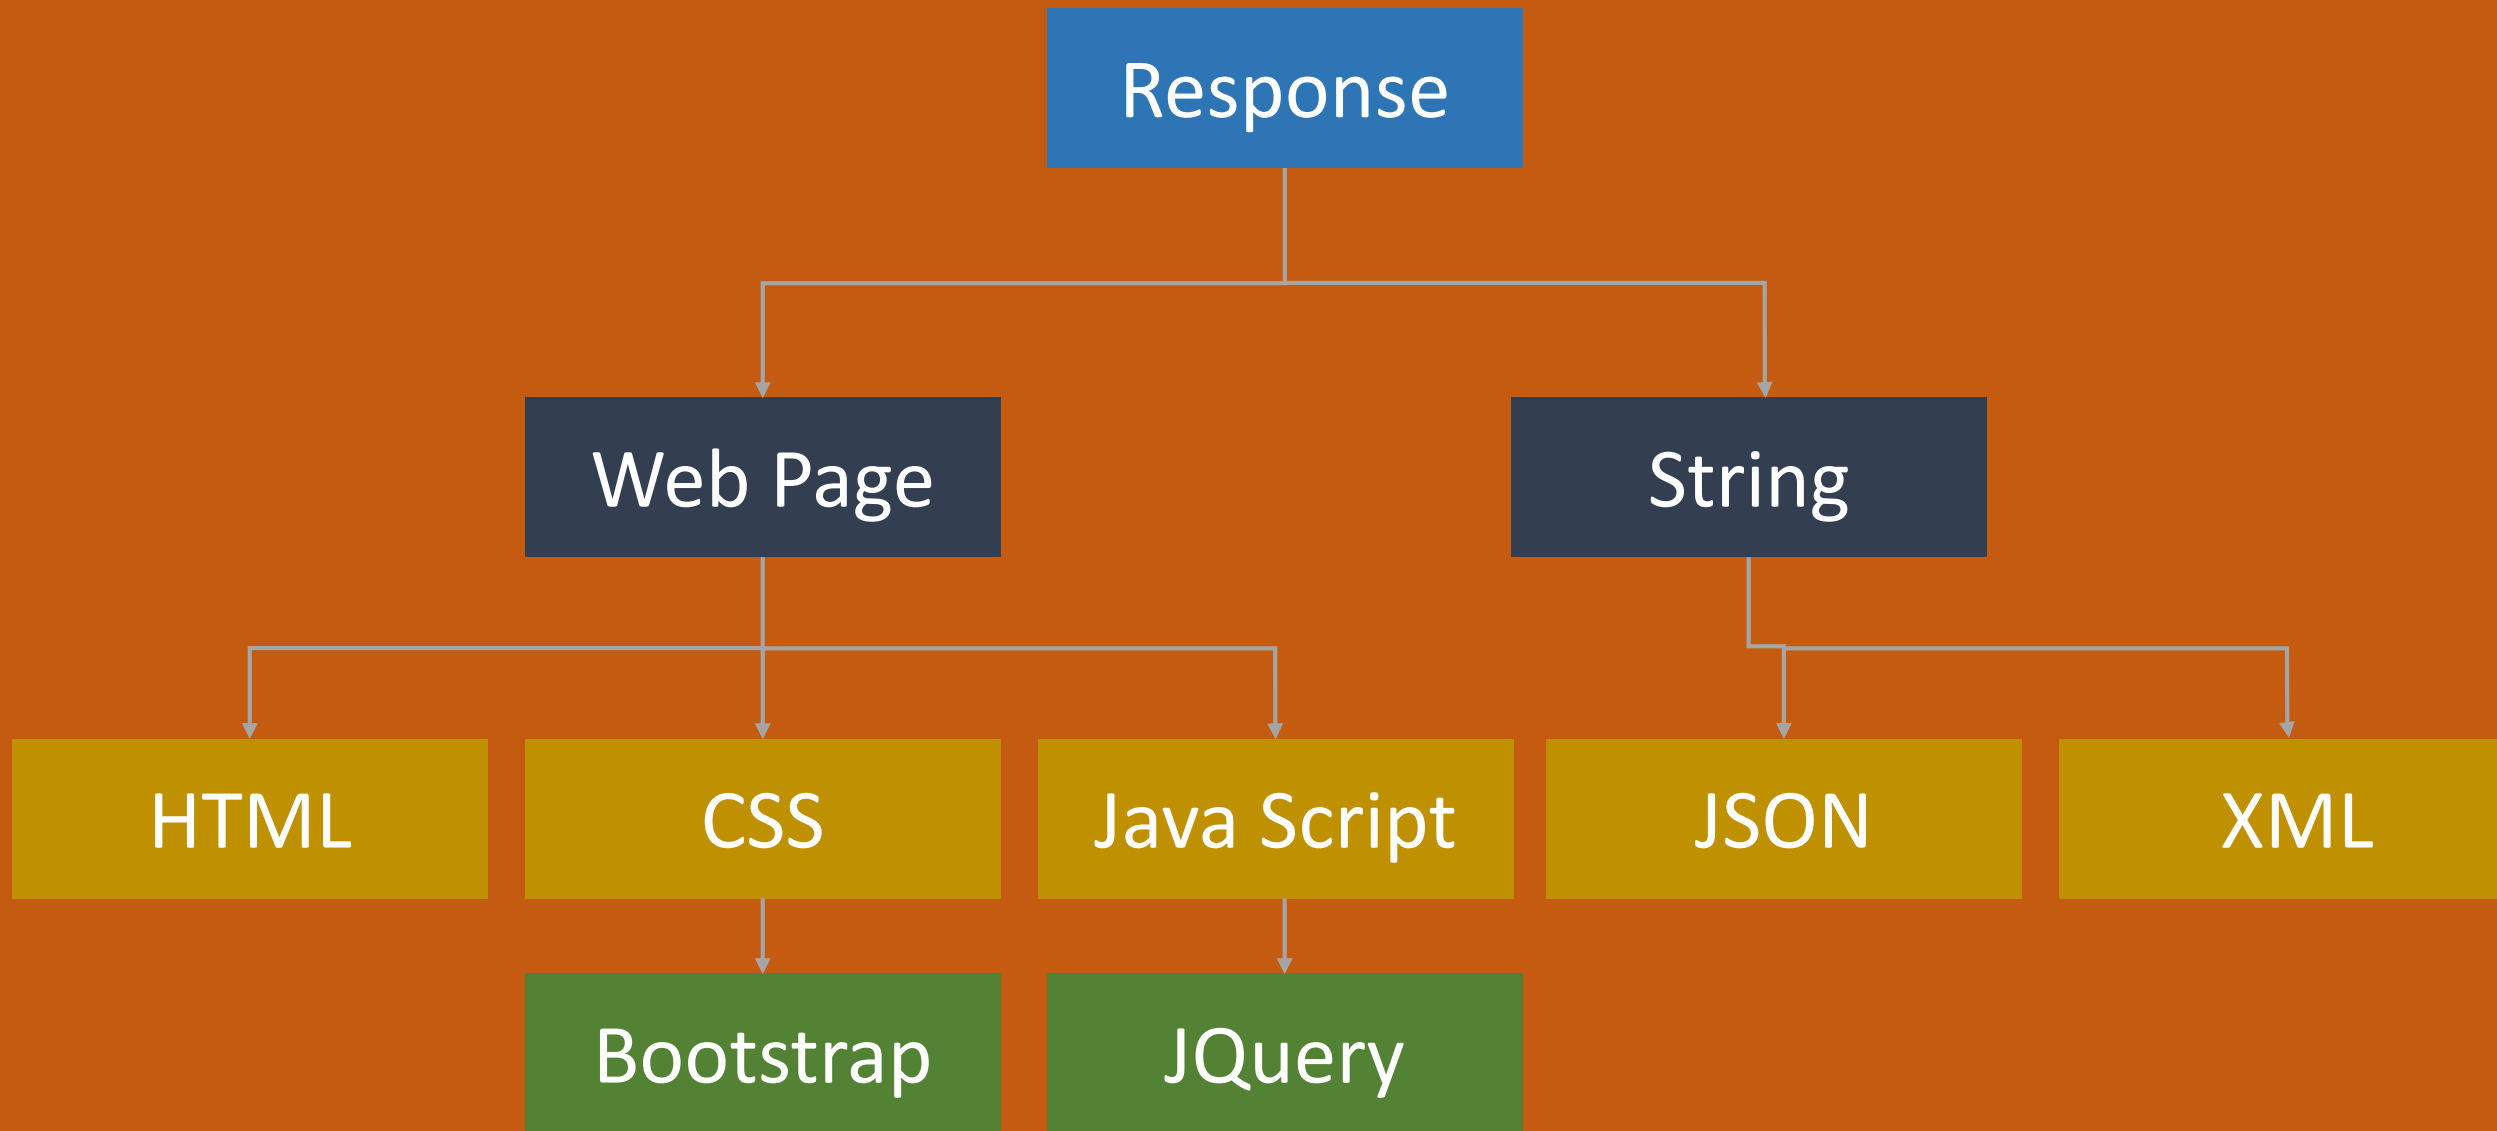 Response
Web Page
String
HTML
CSS
Java Script
JSON
XML
Bootstrap
JQuery